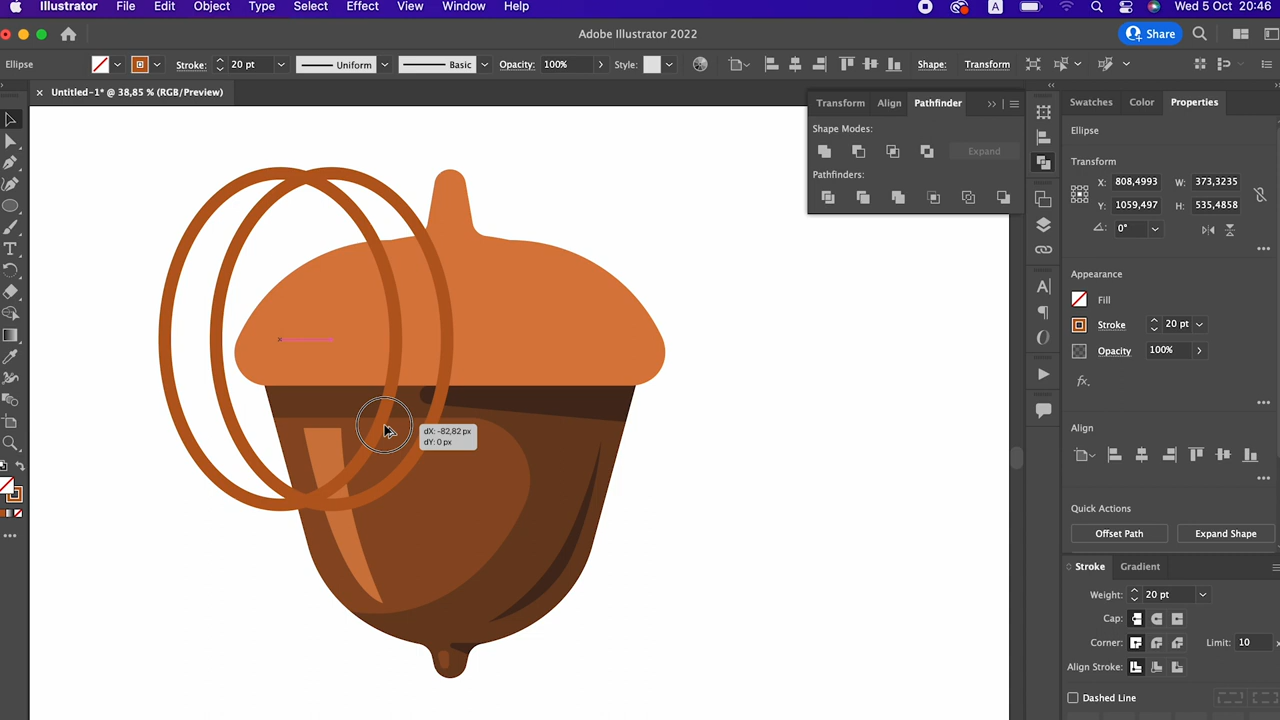 Illustrator File Edit Object Type Select Effect View Window Help A Wed 5 Oct 20:46
Adobe Illustrator 2022 Share
Ellipse Stroke: 20 pt Uniform Basic Opacity: 100% Style: Shape: Transform
× Untitled-1* @ 38,85 % (RGB/Preview)
Transform Align Pathfinder
Shape Modes:
Expand
Pathfinders:
Swatches Color Properties
Ellipse
Transform
X: 808,4993 W: 373,3235
Y: 1059,497 H: 535,4858
0°
Appearance
Fill
Stroke 20 pt
Opacity 100%
fx.
Align
Quick Actions
Offset Path Expand Shape
Stroke Gradient
Weight: 20 pt
Cap:
Corner: Limit: 10
Align Stroke:
Dashed Line
dX: -82,82 px
dY: 0 px